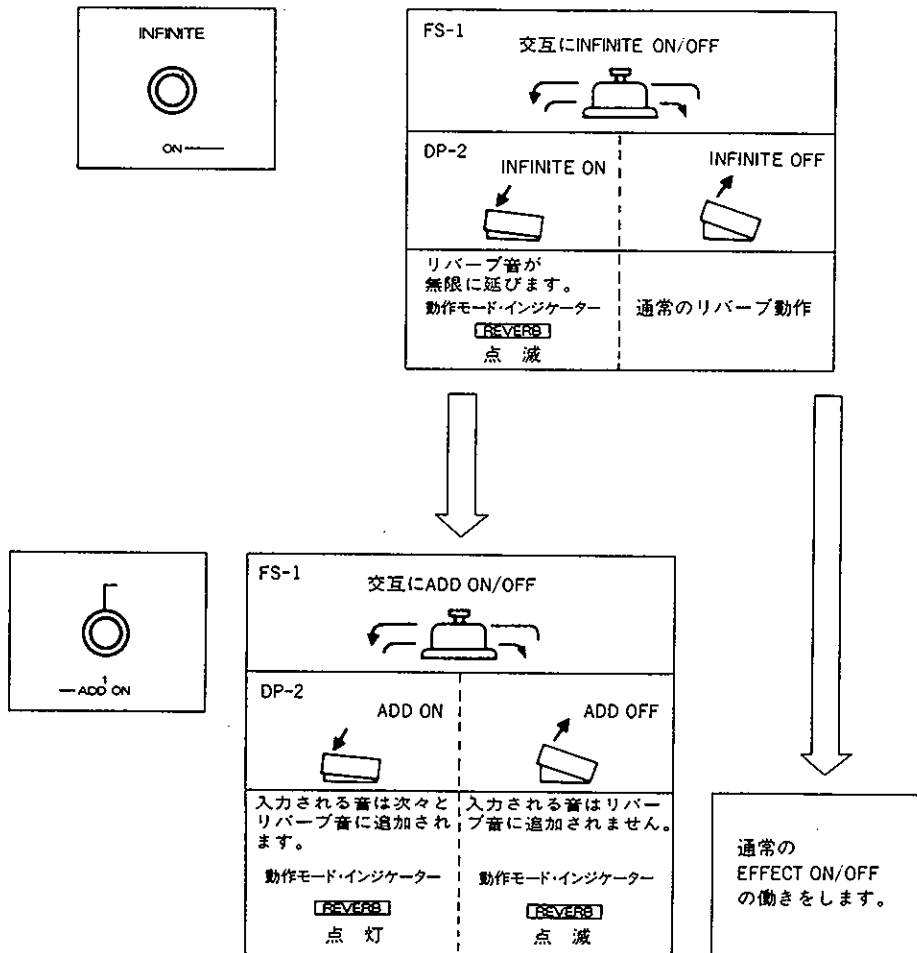 INFINITE
ON
FS-1
交互にINFINITE ON/OFF
DP-2
INFINITE ON
INFINITE OFF
リバーブ音が
無限に延びます。
動作モード・インジケーター
REVERB
点 滅
通常のリバーブ動作
1
ADD ON
FS-1
交互にADD ON/OFF
DP-2
ADD ON
ADD OFF
入力される音は次々と
リバーブ音に追加され
ます。
動作モード・インジケーター
REVERB
点 灯
入力される音はリバー
ブ音に追加されません。
動作モード・インジケーター
REVERB
点 滅
通常の
EFFECT ON/OFF
の働きをします。